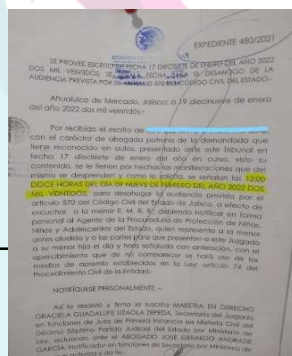 EXPEDIENTE 480/2021
SE PROVEE ESCRITO DE FECHA 17 DIECISIETE DE ENERO DEL AÑO 2022
DOS MIL VEINTIDÓS, SE FECHA PARA EL DESAHOGO DE LA
AUDIENCIA PREVISTA POR EL ARTICULO 570 DEL CODIGO CIVIL DEL ESTADO.-
Ahualulco de Mercado, Jalisco; a 19 diecinueve de enero
del año 2022 dos mil veintidós.-
Por recibido el escrito de
con el carácter de abogada patrono de la demandada que
tiene reconocido en autos, presentado ante este Tribunal en
fecha 17 diecisiete de enero del año en curso, visto su
contenido, se le tienen por hechas las manifestaciones que del
mismo se desprenden y como lo solicita se señalan las 12:00
DOCE HORAS DEL DÍA 09 NUEVE DE FEBRERO DEL AÑO 2022 DOS
MIL VEINTIDÓS, para desahogar la audiencia prevista por el
artículo 570 del Código Civil del Estado de Jalisco, a efecto de
escuchar a la menor E. M. R. debiendo notificar en forma
personal al Agente de la Procuraduría de Protección de Niñas,
Niños y Adolescentes del Estado, quien representa a la menor
antes aludida y a las partes para que presenten a este Juzgado
a su menor hija el día y hora señalado con antelación, con el
apercibimiento que de no comparecer se hará uso de los
medios de apremio establecidos en la Ley; artículo 74 del
Procedimiento Civil de la Entidad.-
NOTIFÍQUESE PERSONALMENTE.-
Así lo resolvió y firma la suscrita MAESTRA EN DERECHO
GRACIELA GUADALUPE LIZAOLA ZEPEDA, Secretaria del Juzgado
en funciones de Juez de Primera Instancia en Materia Civil del
Décimo Séptimo Partido Judicial del Estado por Ministerio de
Ley, actuando ante el ABOGADO JOSÉ GERARDO ANDRADE
GARCÍA, Notificador en funciones de Secretario por Ministerio de